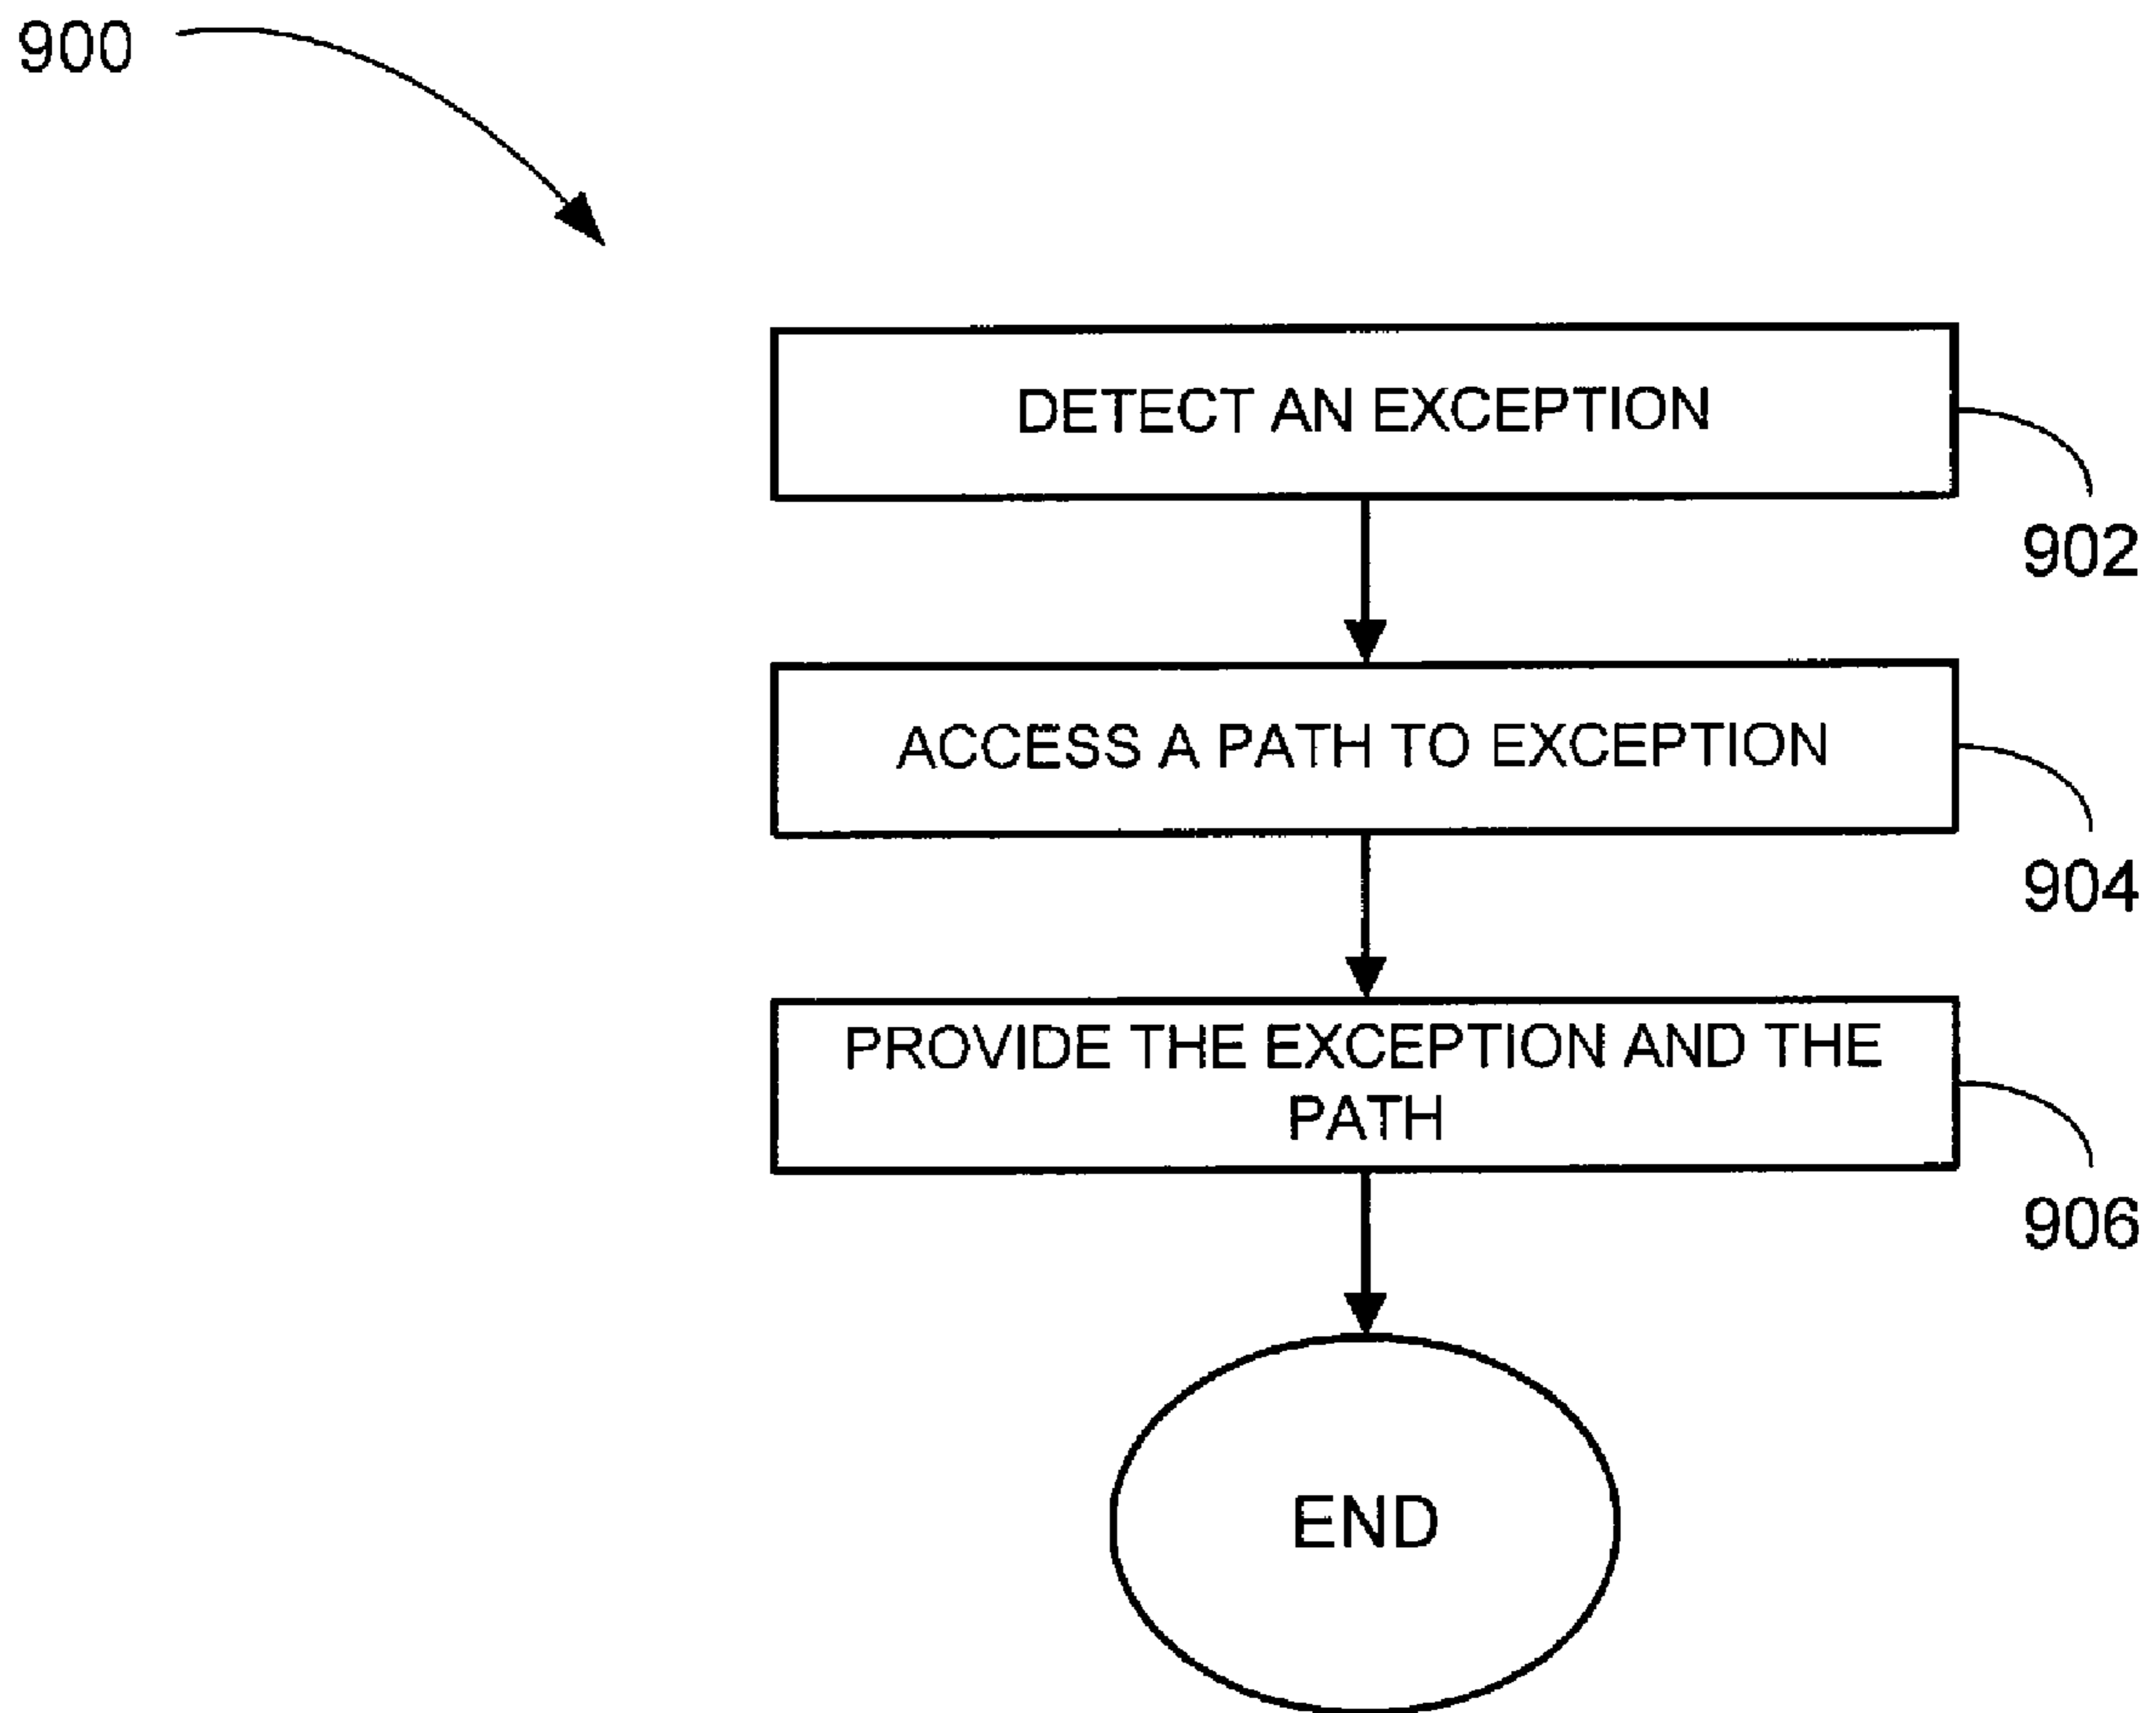 900
DETECT AN EXCEPTION
902
ACCESS A PATH TO EXCEPTION
904
PROVIDE THE EXCEPTION AND THE
PATH
906
END